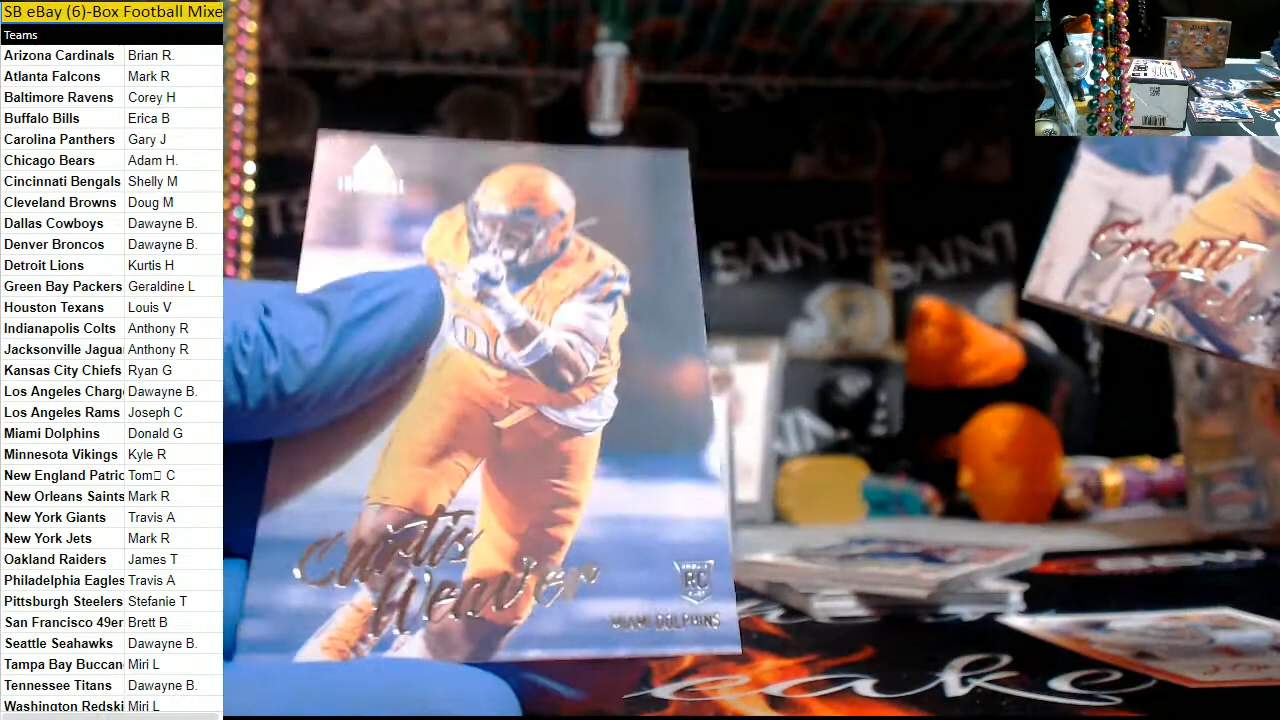 SB eBay (6)-Box Football Mixe
Teams
Arizona Cardinals Brian R.
Atlanta Falcons Mark R
Baltimore Ravens Corey H
Buffalo Bills Erica B
Carolina Panthers Gary J
Chicago Bears Adam H.
Cincinnati Bengals Shelly M
Cleveland Browns Doug M
Dallas Cowboys Dawayne B.
Denver Broncos Dawayne B.
Detroit Lions Kurtis H
Green Bay Packers Geraldine L
Houston Texans Louis V
Indianapolis Colts Anthony R
Jacksonville Jagua Anthony R
Kansas City Chiefs Ryan G
Los Angeles Charg Dawayne B.
Los Angeles Rams Joseph C
Miami Dolphins Donald G
Minnesota Vikings Kyle R
New England Patric Tom□ C
New Orleans Saints Mark R
New York Giants Travis A
New York Jets Mark R
Oakland Raiders James T
Philadelphia Eagles Travis A
Pittsburgh Steelers Stefanie T
San Francisco 49er Brett B
Seattle Seahawks Dawayne B.
Tampa Bay Buccan Miri L
Tennessee Titans Dawayne B.
Washington Redski Miri L
SAINTS SAINT
Curtis
Weaver
RC
MIAMI DOLPHINS